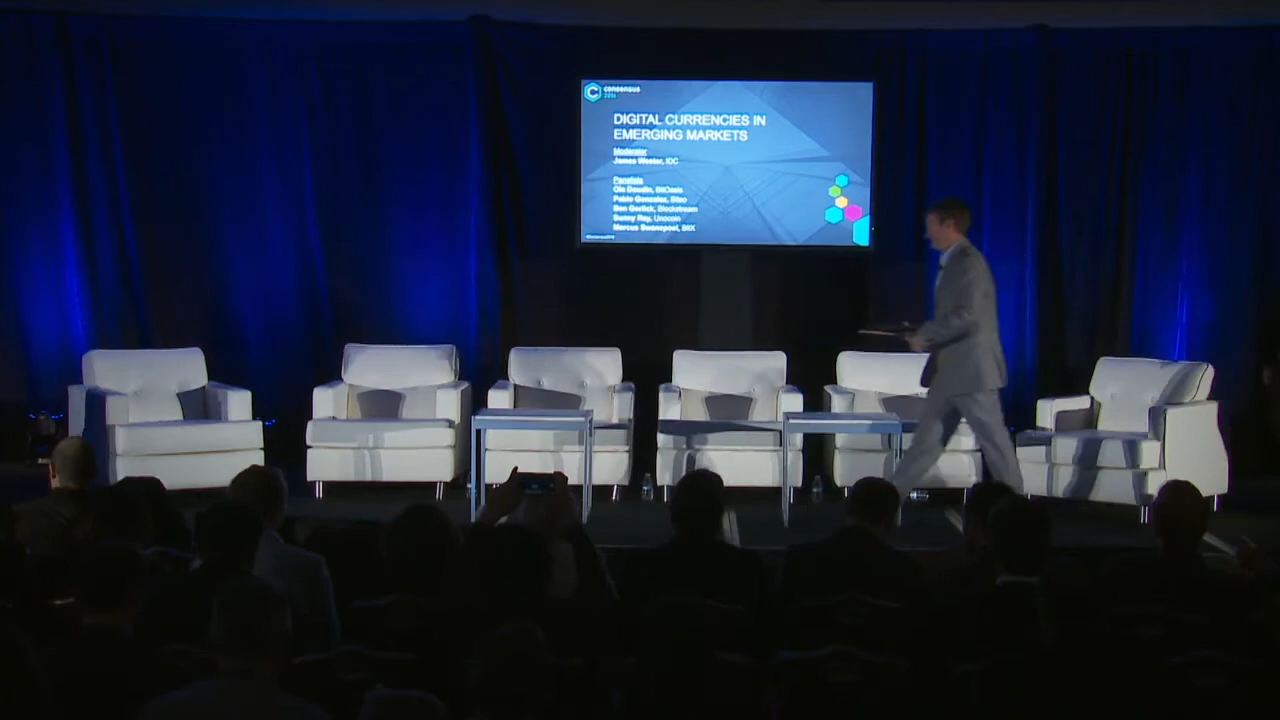 consensus
2016
DIGITAL CURRENCIES IN
EMERGING MARKETS
Moderator
James Wester, IDC
Panelists
Ola Doudin, BitOasis
Pablo Gonzalez, Bitso
Ben Gorlick, Blockstream
Sunny Ray, Unocoin
Marcus Swanepoel, BitX